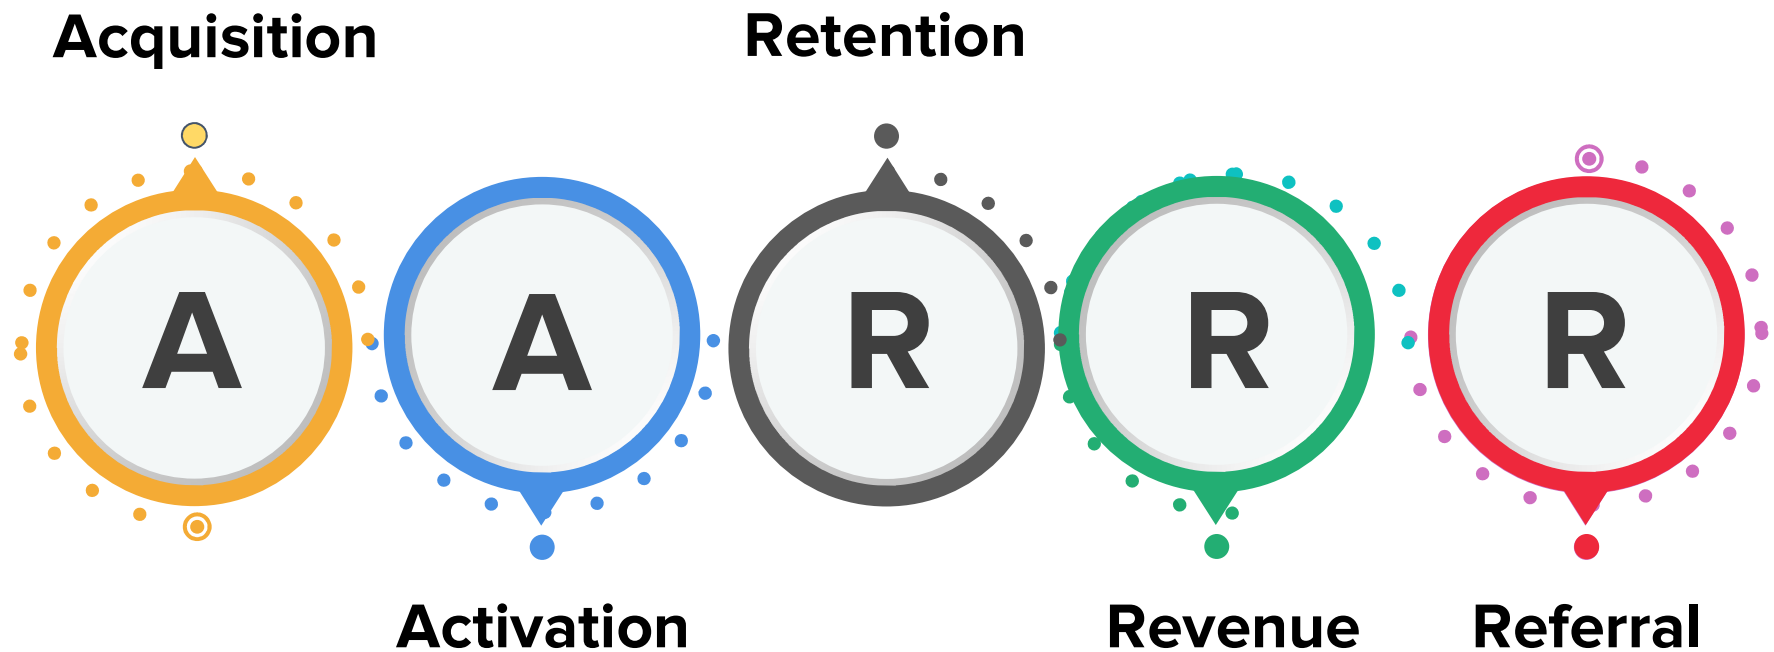 Acquisition
Retention
A
A
R
R
R
Activation
Revenue
Referral